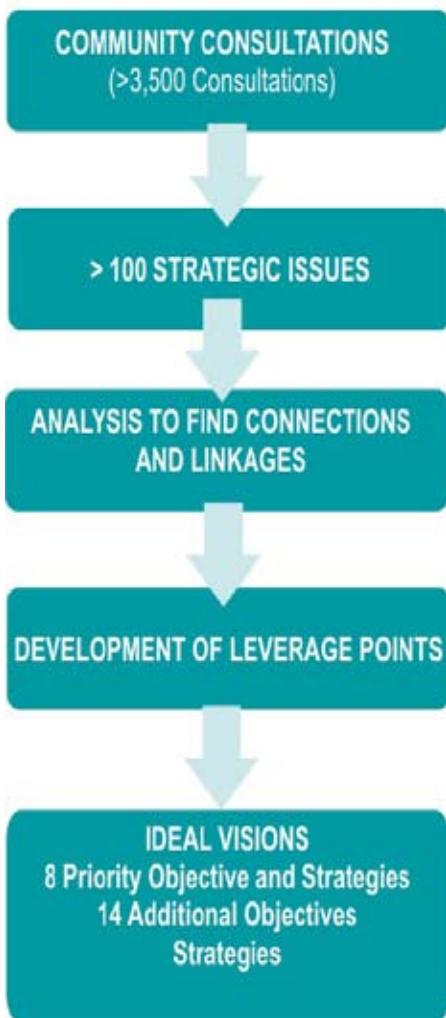 COMMUNITY CONSULTATIONS
(>3,500 Consultations)
> 100 STRATEGIC ISSUES
ANALYSIS TO FIND CONNECTIONS
AND LINKAGES
DEVELOPMENT OF LEVERAGE POINTS
IDEAL VISIONS
8 Priority Objective and Strategies
14 Additional Objectives
Strategies